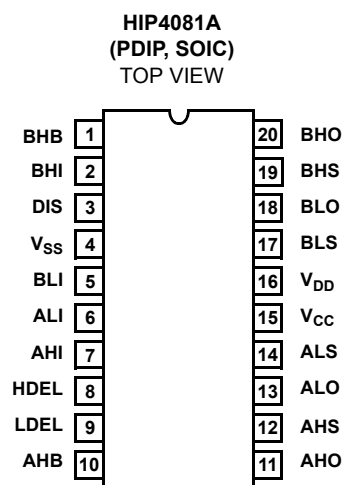 HIP4081A
(PDIP, SOIC)
TOP VIEW
BHB 1 20 BHO
BHI 2 19 BHS
DIS 3 18 BLO
VSS 4 17 BLS
BLI 5 16 VDD
ALI 6 15 VCC
AHI 7 14 ALS
HDEL 8 13 ALO
LDEL 9 12 AHS
AHB 10 11 AHO